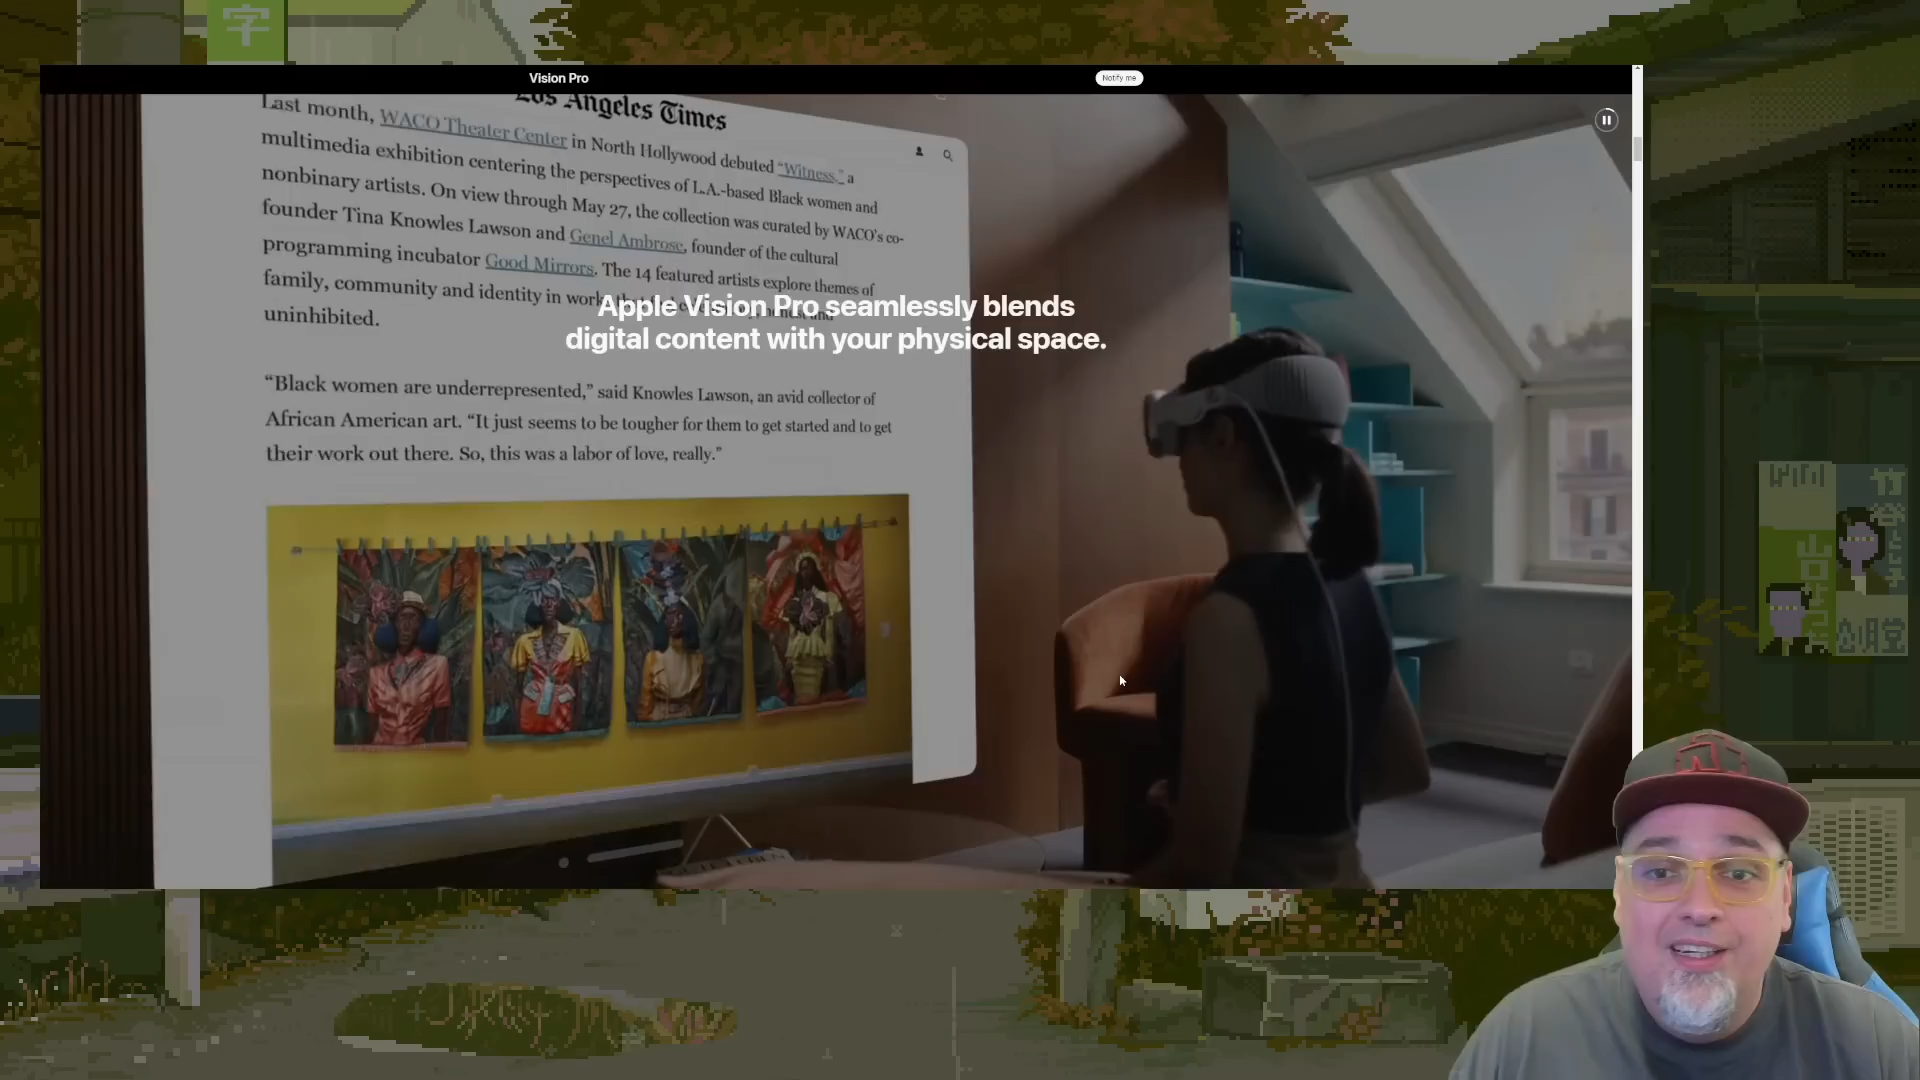 字
Vision Pro
Notify me
Los Angeles Times
Last month, WACO Theater Center in North Hollywood debuted “Witness,” a
multimedia exhibition centering the perspectives of L.A.-based Black women and
nonbinary artists. On view through May 27, the collection was curated by WACO’s co-
founder Tina Knowles Lawson and Genel Ambrose, founder of the cultural
programming incubator Good Mirrors. The 14 featured artists explore themes of
family, community and identity in works and
uninhibited.
Apple Vision Pro seamlessly blends
digital content with your physical space.
“Black women are underrepresented,” said Knowles Lawson, an avid collector of
African American art. “It just seems to be tougher for them to get started and to get
their work out there. So, this was a labor of love, really.”